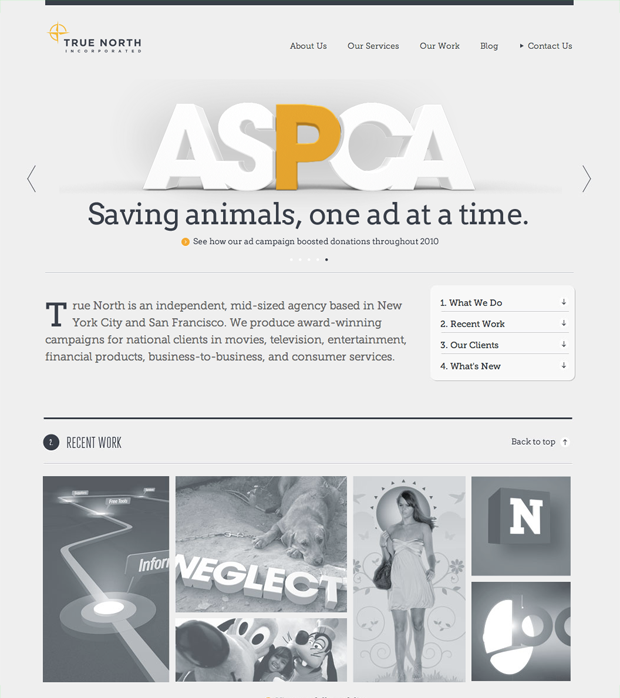 TRUE NORTH
INCORPORATED
About Us Our Services Our Work Blog Contact Us
ASPCA
Saving animals, one ad at a time.
See how our ad campaign boosted donations throughout 2010
True North is an independent, mid-sized agency based in New
York City and San Francisco. We produce award-winning
campaigns for national clients in movies, television, entertainment,
financial products, business-to-business, and consumer services.
1. What We Do
2. Recent Work
3. Our Clients
4. What's New
RECENT WORK
Back to top
Free Tools
Inform
NEGLECT
N